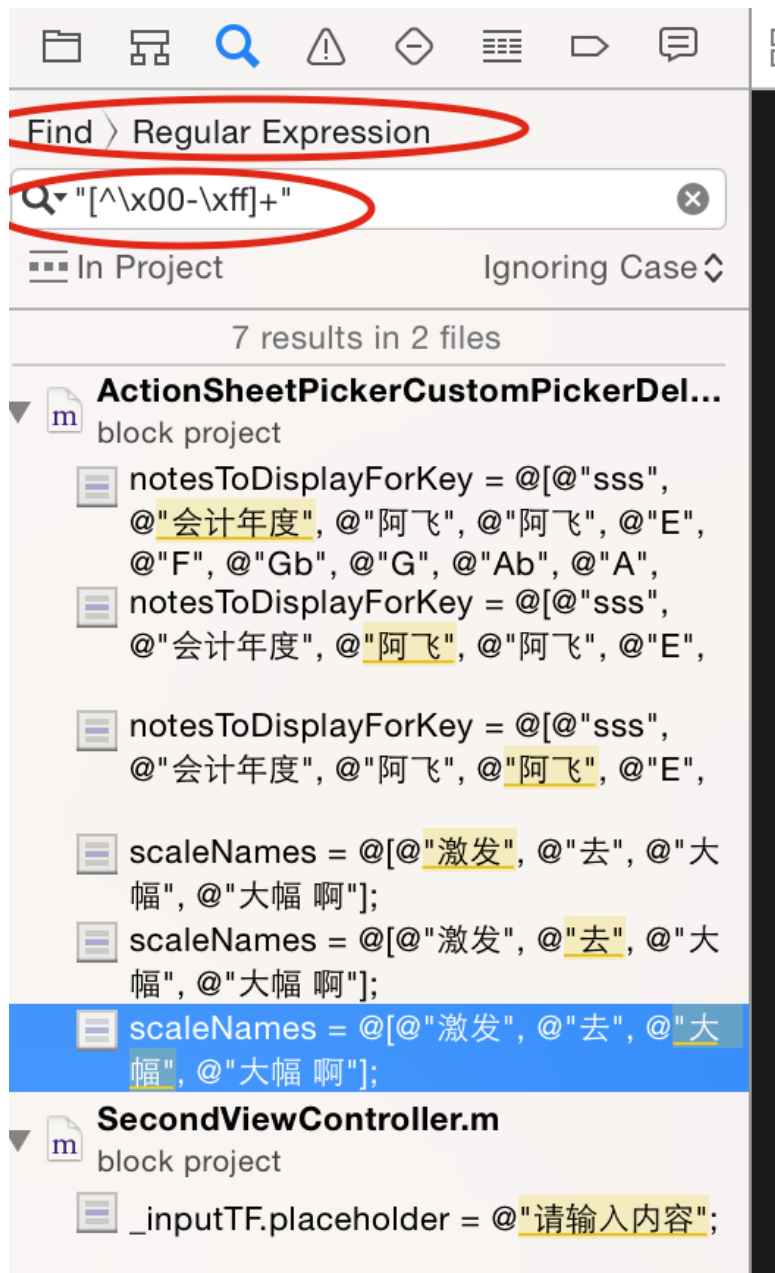 Find 〉 Regular Expression
"[^\x00-\xff]+"
In Project Ignoring Case
7 results in 2 files
ActionSheetPickerCustomPickerDel...
m
block project
notesToDisplayForKey = @[@"sss",
@"会计年度", @"阿飞", @"阿飞", @"E",
@"F", @"Gb", @"G", @"Ab", @"A",
notesToDisplayForKey = @[@"sss",
@"会计年度", @"阿飞", @"阿飞", @"E",
notesToDisplayForKey = @[@"sss",
@"会计年度", @"阿飞", @"阿飞", @"E",
scaleNames = @[@"激发", @"去", @"大
幅", @"大幅 啊"];
scaleNames = @[@"激发", @"去", @"大
幅", @"大幅 啊"];
scaleNames = @[@"激发", @"去", @"大
幅", @"大幅 啊"];
SecondViewController.m
m
block project
_inputTF.placeholder = @"请输入内容";